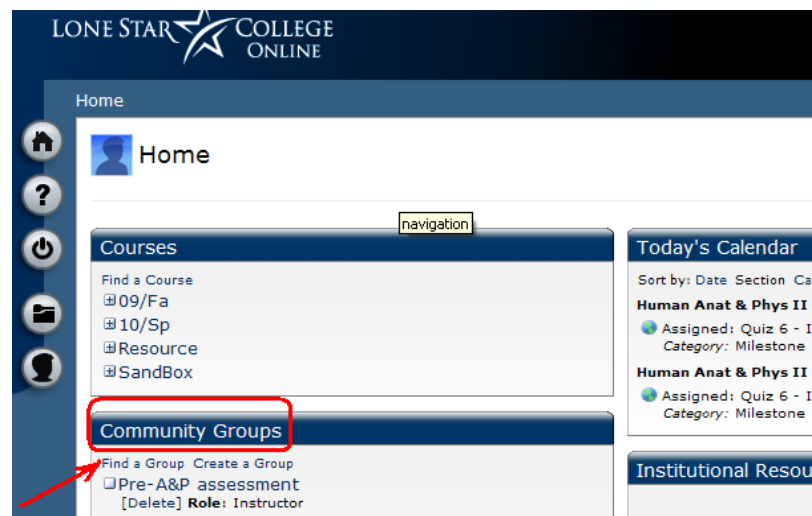 LONE STAR COLLEGE
ONLINE
Home
Home
?
navigation
Courses
Find a Course
09/Fa
10/Sp
Resource
SandBox
Community Groups
Find a Group Create a Group
Pre-A&P assessment
[Delete] Role: Instructor
Today's Calendar
Sort by: Date Section Ca
Human Anat & Phys II
Assigned: Quiz 6 - I
Category: Milestone
Human Anat & Phys II
Assigned: Quiz 6 - I
Category: Milestone
Institutional Resou